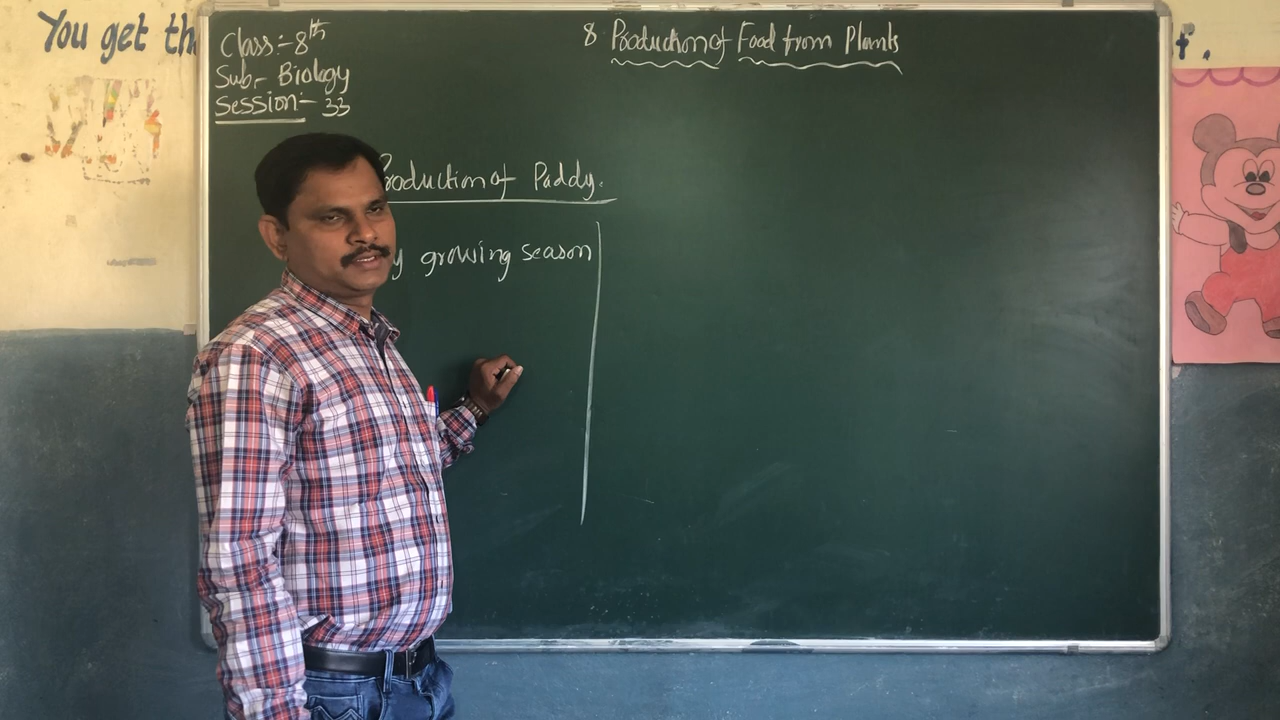 You get
Class:- 8th
Sub:- Biology
Session:- 33
8 Production of Food from Plants
Production of Paddy.
growing season